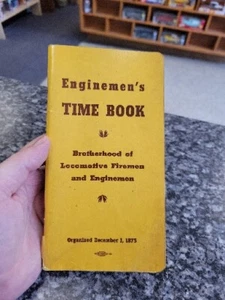 Enginemen's
TIME BOOK
Brotherhood of
Locomotive Firemen
and Enginemen
Organized December 1, 1873